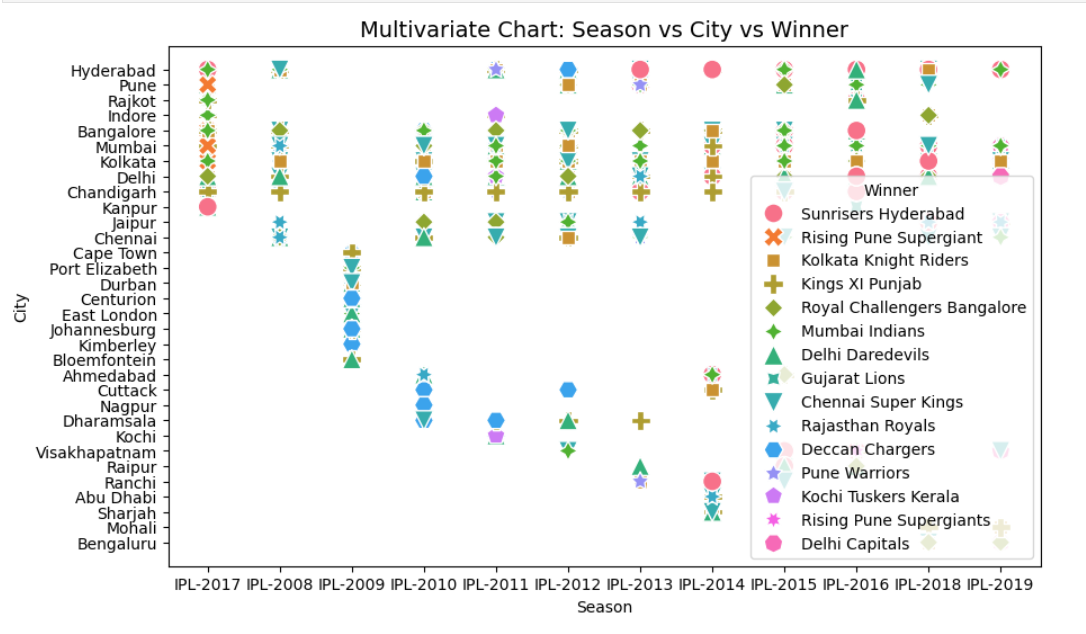 Multivariate Chart: Season vs City vs Winner
Hyderabad
Pune
Rajkot
Indore
Bangalore
Mumbai
Kolkata
Delhi
Chandigarh
Kanpur
Jaipur
Chennai
Cape Town
Port Elizabeth
Durban
Centurion
East London
Johannesburg
Kimberley
Bloemfontein
Ahmedabad
Cuttack
Nagpur
Dharamsala
Kochi
Visakhapatnam
Raipur
Ranchi
Abu Dhabi
Sharjah
Mohali
Bengaluru
City
Winner
Sunrisers Hyderabad
Rising Pune Supergiant
Kolkata Knight Riders
Kings XI Punjab
Royal Challengers Bangalore
Mumbai Indians
Delhi Daredevils
Gujarat Lions
Chennai Super Kings
Rajasthan Royals
Deccan Chargers
Pune Warriors
Kochi Tuskers Kerala
Rising Pune Supergiants
Delhi Capitals
IPL-2017 IPL-2008 IPL-2009 IPL-2010 IPL-2011 IPL-2012 IPL-2013 IPL-2014 IPL-2015 IPL-2016 IPL-2018 IPL-2019
Season